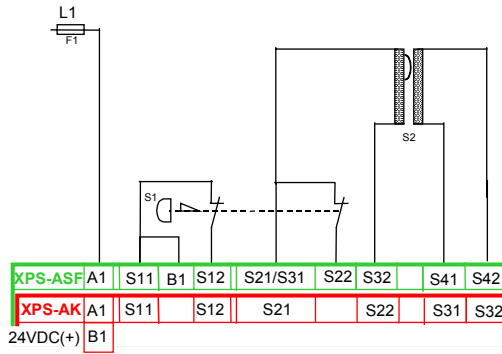 L1
F1
S2
S1
XPS-ASF A1 S11 B1 S12 S21/S31 S22 S32 S41 S42
XPS-AK A1 S11 S12 S21 S22 S31 S32
24VDC(+) B1